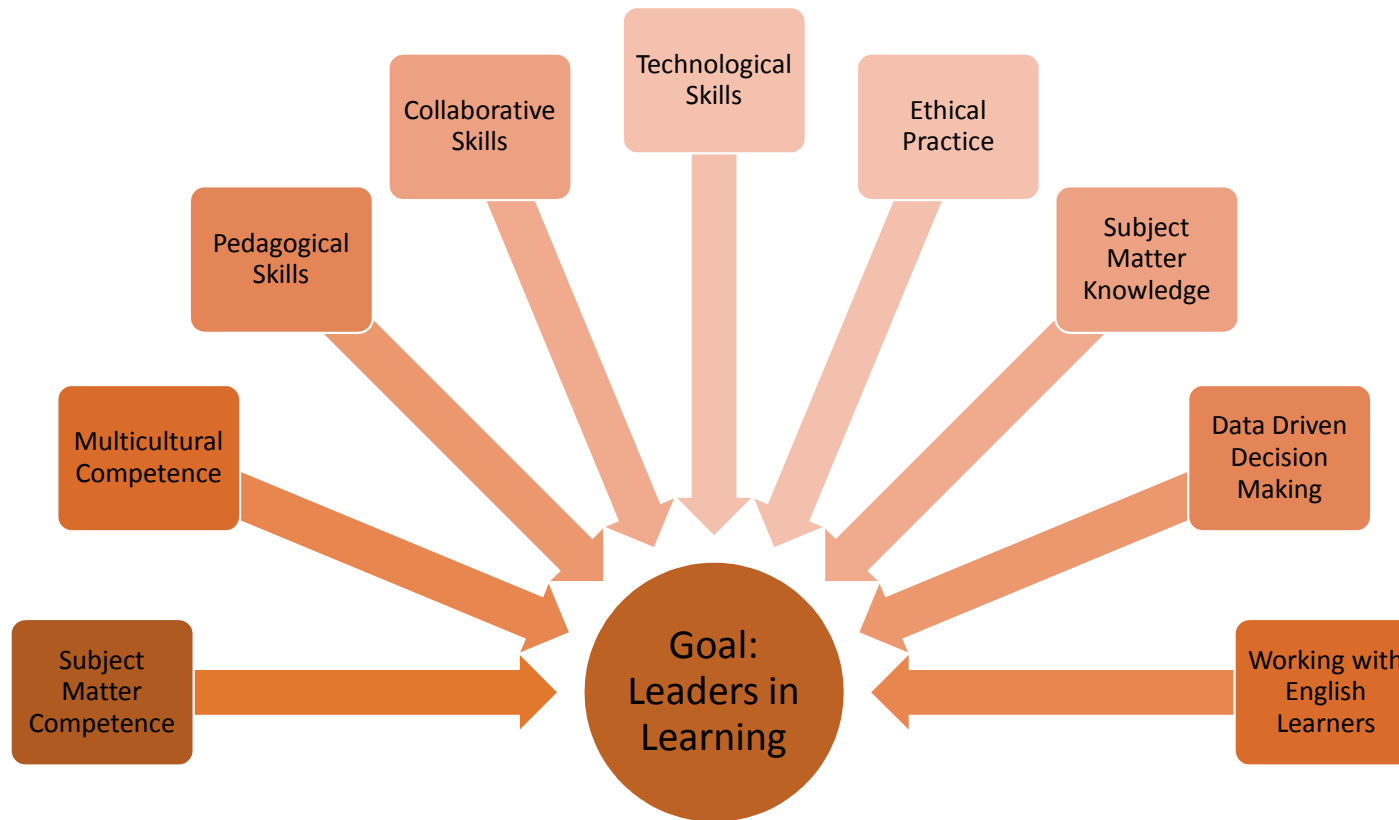 Technological
Skills
Collaborative
Skills
Ethical
Practice
Pedagogical
Skills
Subject
Matter
Knowledge
Multicultural
Competence
Data Driven
Decision
Making
Subject
Matter
Competence
Goal:
Leaders in
Learning
Working with
English
Learners